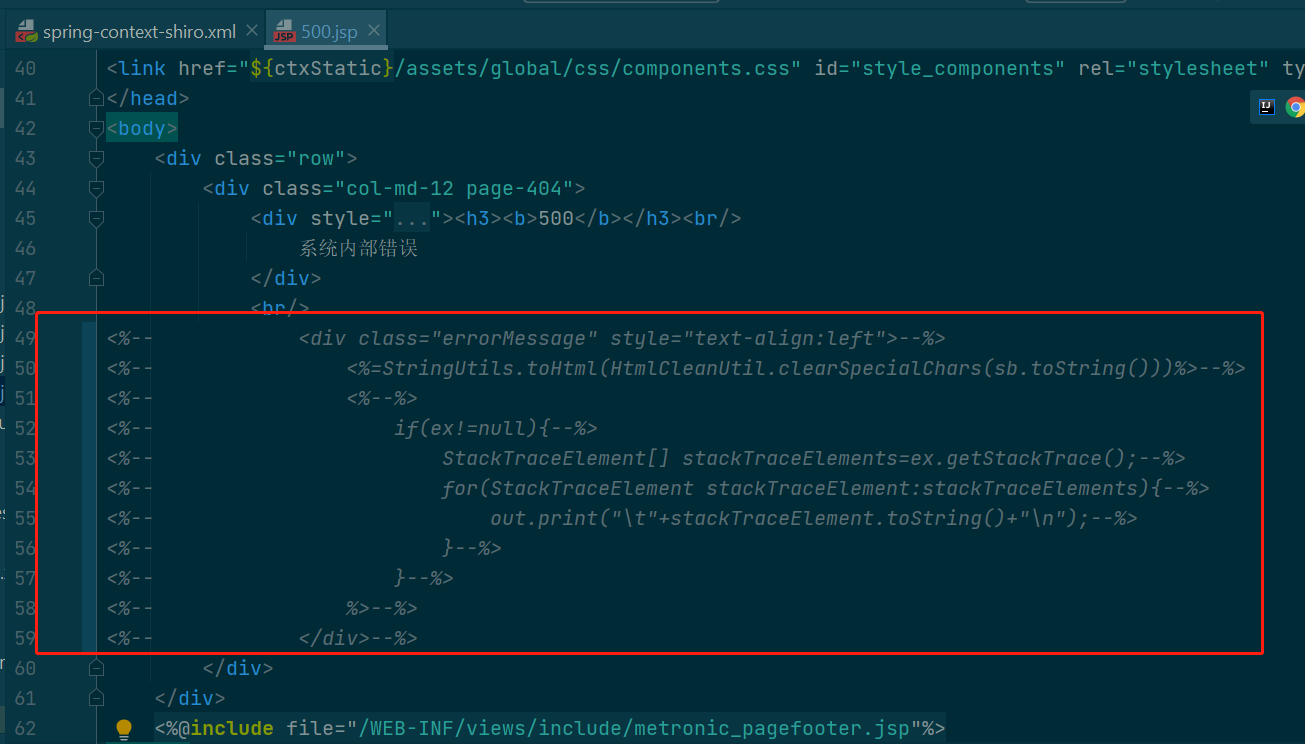 spring-context-shiro.xml 500.jsp
40 <link href="${ctxStatic}/assets/global/css/components.css" id="style_components" rel="stylesheet" ty
41 </head>
42 <body>
43 <div class="row">
44 <div class="col-md-12 page-404">
45 <div style="..."><h3><b>500</b></h3><br/>
46 系统内部错误
47 </div>
48 <br/>
49 <%-- <div class="errorMessage" style="text-align:left">--%>
50 <%-- <%=StringUtils.toHtml(HtmlCleanUtil.clearSpecialChars(sb.toString()))%>--%>
51 <%-- <%--%>
52 <%-- if(ex!=null){--%>
53 <%-- StackTraceElement[] stackTraceElements=ex.getStackTrace();--%>
54 <%-- for(StackTraceElement stackTraceElement:stackTraceElements){--%>
55 <%-- out.print("\t"+stackTraceElement.toString()+"\n");--%>
56 <%-- }--%>
57 <%-- }--%>
58 <%-- %>--%>
59 <%-- </div>--%>
60 </div>
61 </div>
62 <%@include file="/WEB-INF/views/include/metronic_pagefooter.jsp"%>